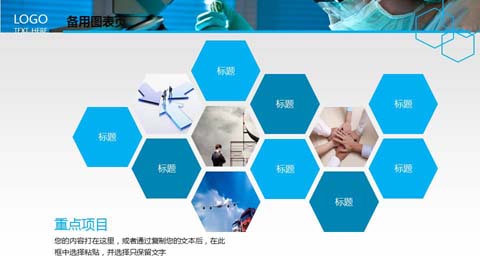 LOGO
TEXT HERE
备用图表页
标题
标题
标题
标题
标题
标题
标题
标题
重点项目
您的内容打在这里，或者通过复制您的文本后，在此
框中选择粘贴，并选择只保留文字